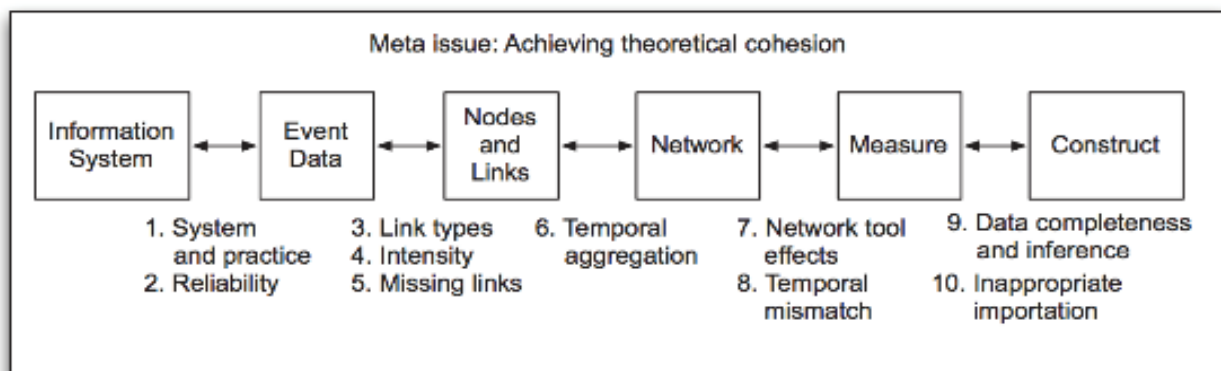 Meta issue: Achieving theoretical cohesion
Information
System
Event
Data
Nodes
and
Links
Network
Measure
Construct
1. System
and practice
2. Reliability
3. Link types
4. Intensity
5. Missing links
6. Temporal
aggregation
7. Network tool
effects
8. Temporal
mismatch
9. Data completeness
and inference
10. Inappropriate
importation